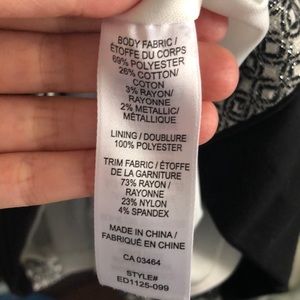 BODY FABRIC /
ÉTOFFE DU CORPS
69% POLYESTER
26% COTTON/
COTON
3% RAYON/
RAYONNE
2% METALLIC/
MÉTALLIQUE
LINING / DOUBLURE
100% POLYESTER
TRIM FABRIC / ÉTOFFE
DE LA GARNITURE
73% RAYON /
RAYONNE
23% NYLON
4% SPANDEX
MADE IN CHINA /
FABRIQUÉ EN CHINE
CA 03464
STYLE#
ED1125-099